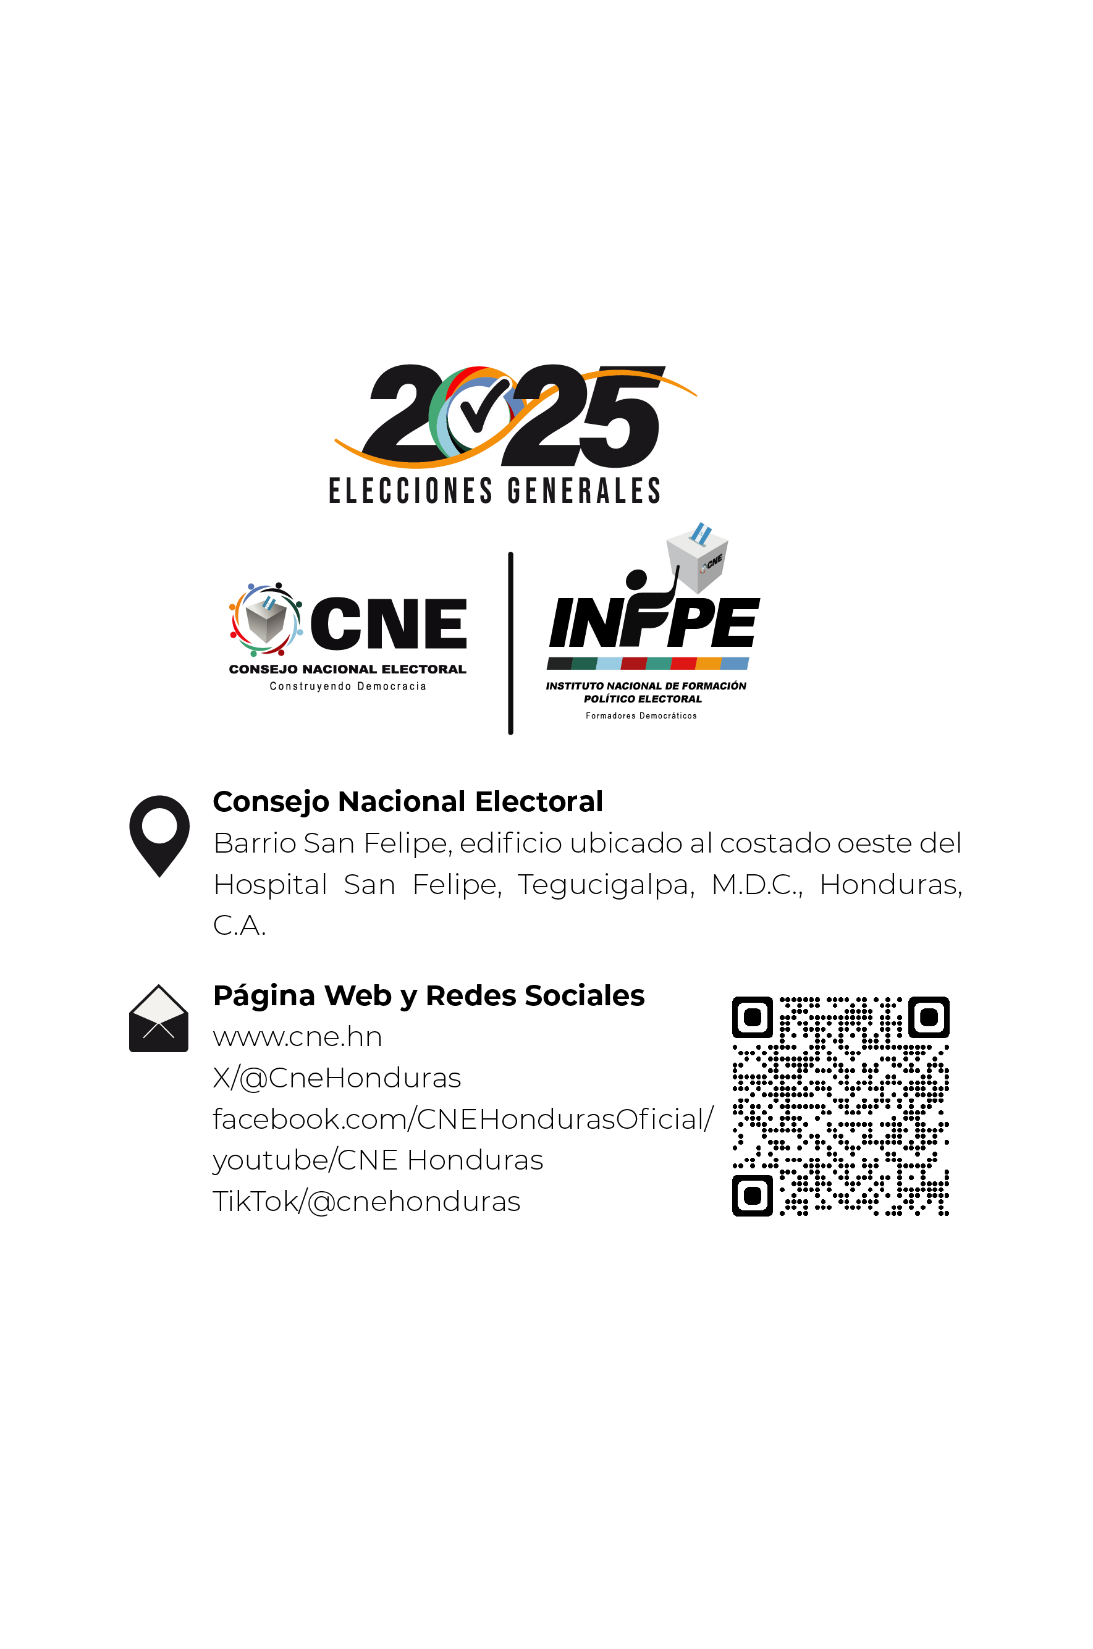 2025
ELECCIONES GENERALES
CNE
CONSEJO NACIONAL ELECTORAL
Construyendo Democracia
CNE
INFPE
INSTITUTO NACIONAL DE FORMACIÓN
POLÍTICO ELECTORAL
Formadores Democráticos
Consejo Nacional Electoral
Barrio San Felipe, edificio ubicado al costado oeste del
Hospital San Felipe, Tegucigalpa, M.D.C., Honduras,
C.A.
Página Web y Redes Sociales
www.cne.hn
X/@CneHonduras
facebook.com/CNEHondurasOficial/
youtube/CNE Honduras
TikTok/@cnehonduras